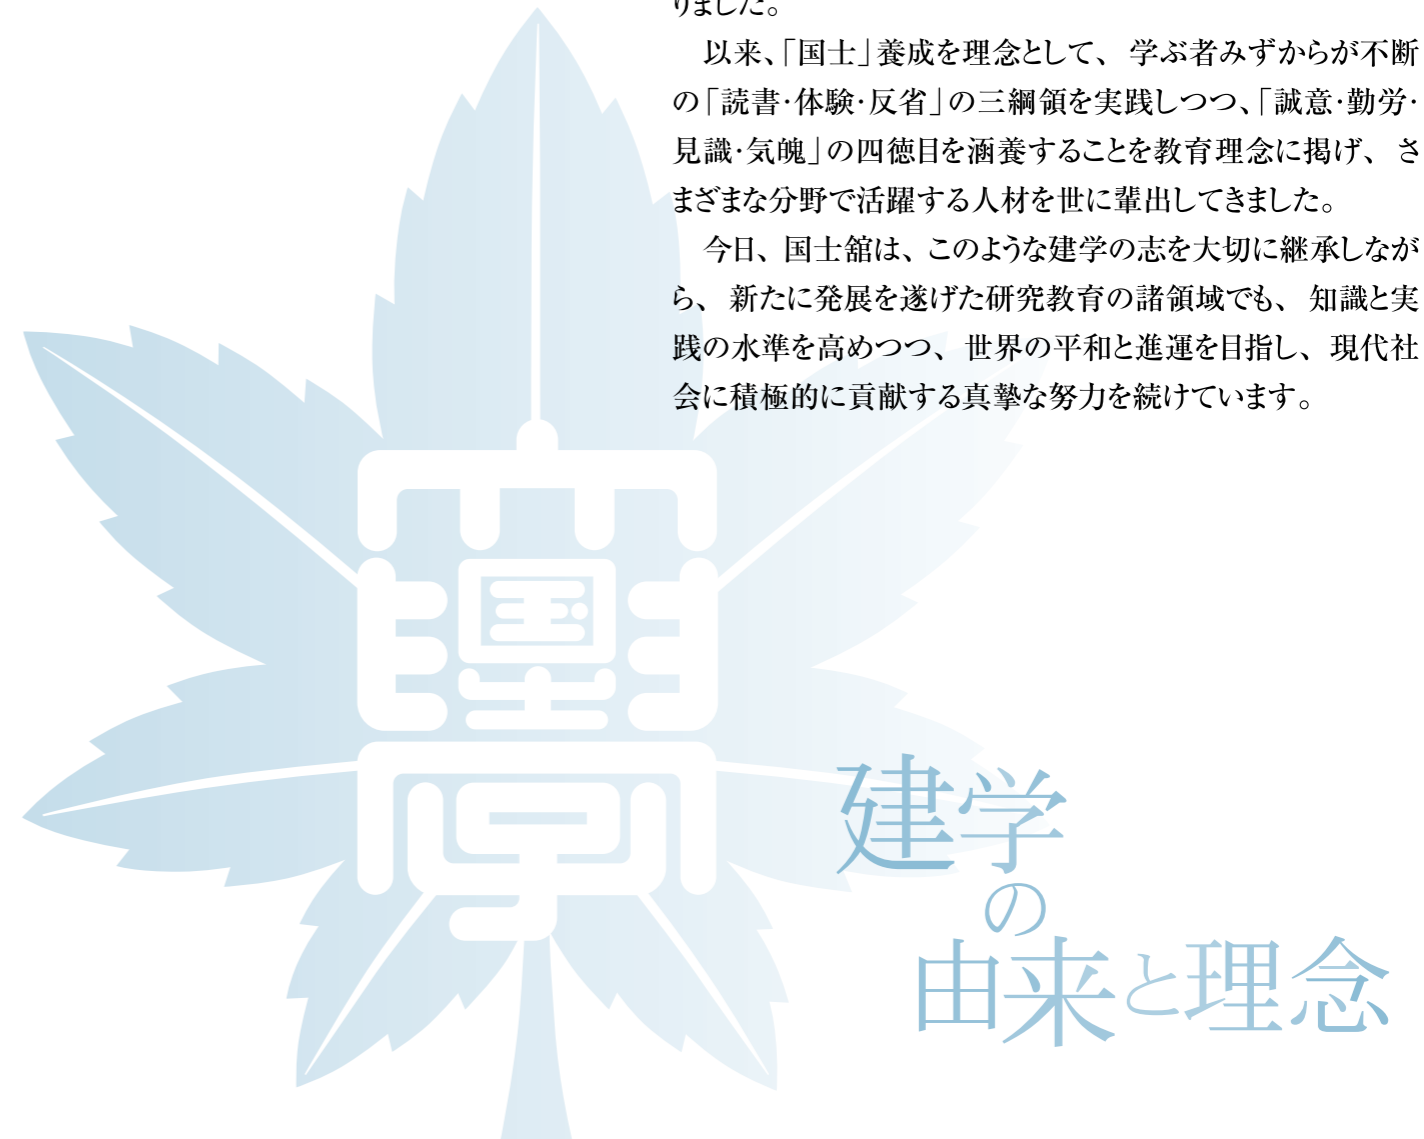 りました。
以来、「国士」養成を理念として、学ぶ者みずからが不断
の「読書・体験・反省」の三綱領を実践しつつ、「誠意・勤労・
見識・気魄」の四徳目を涵養することを教育理念に掲げ、さ
まざまな分野で活躍する人材を世に輩出してきました。
今日、国士舘は、このような建学の志を大切に継承しなが
ら、新たに発展を遂げた研究教育の諸領域でも、知識と実
践の水準を高めつつ、世界の平和と進運を目指し、現代社
会に積極的に貢献する真摯な努力を続けています。
建学
の
由来と理念